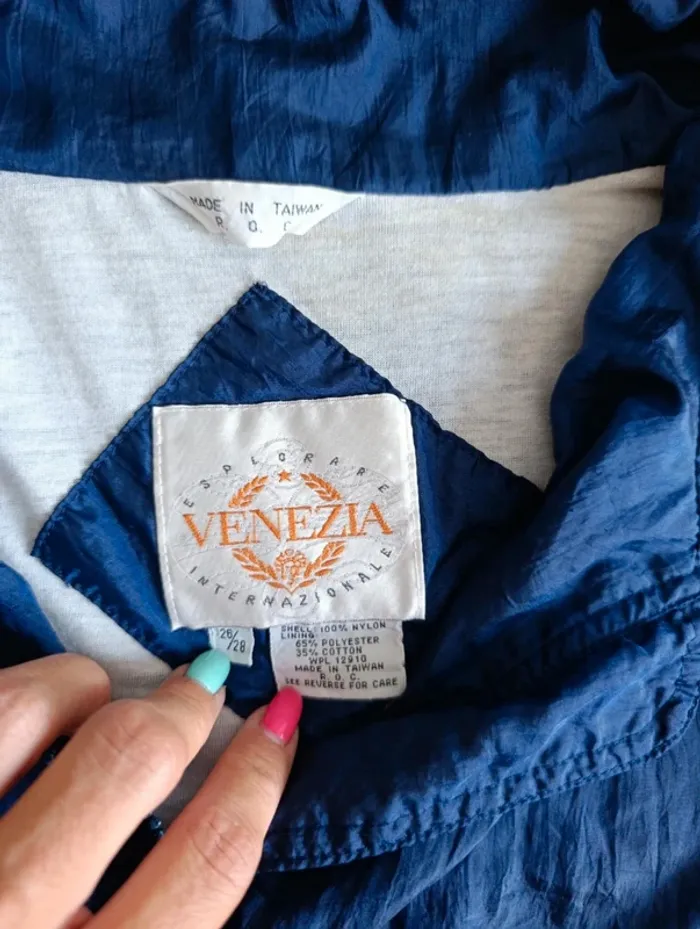 MADE IN TAIWAN
R. O. C
ESPLORARE
VENEZIA
INTERNAZIONALE
26/28
SHELL: 100% NYLON
LINING:
65% POLYESTER
35% COTTON
WPL 12910
MADE IN TAIWAN
R. O. C.
SEE REVERSE FOR CARE